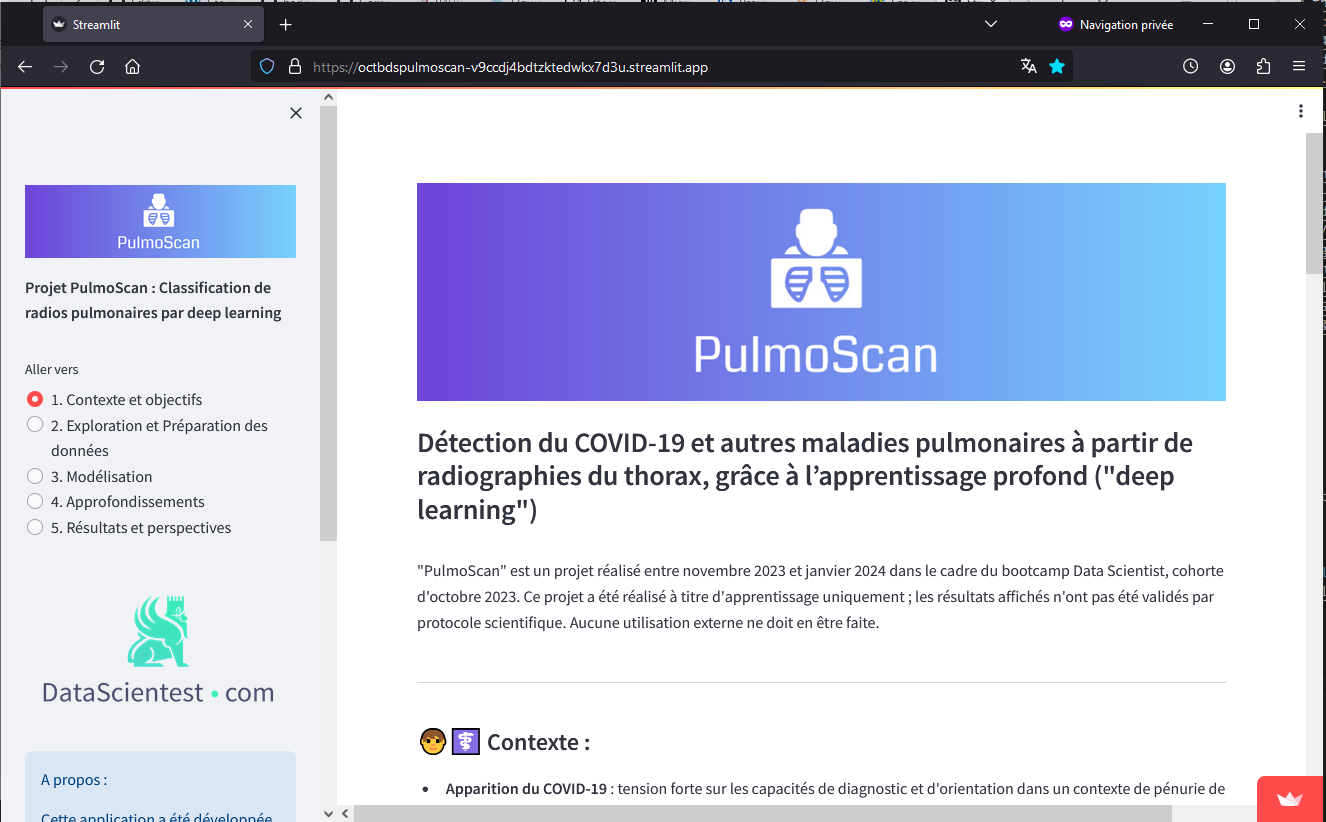 Streamlit
Navigation privée
https://octbdspulmoscan-v9ccdj4bdtzktedwkx7d3u.streamlit.app
PulmoScan
Projet PulmoScan : Classification de
radios pulmonaires par deep learning
Aller vers
1. Contexte et objectifs
2. Exploration et Préparation des
données
3. Modélisation
4. Approfondissements
5. Résultats et perspectives
DataScientest • com
A propos :
Cette application a été développée
PulmoScan
Détection du COVID-19 et autres maladies pulmonaires à partir de
radiographies du thorax, grâce à l’apprentissage profond ("deep
learning")
"PulmoScan" est un projet réalisé entre novembre 2023 et janvier 2024 dans le cadre du bootcamp Data Scientist, cohorte
d'octobre 2023. Ce projet a été réalisé à titre d'apprentissage uniquement ; les résultats affichés n'ont pas été validés par
protocole scientifique. Aucune utilisation externe ne doit en être faite.
Contexte :
• Apparition du COVID-19 : tension forte sur les capacités de diagnostic et d'orientation dans un contexte de pénurie de